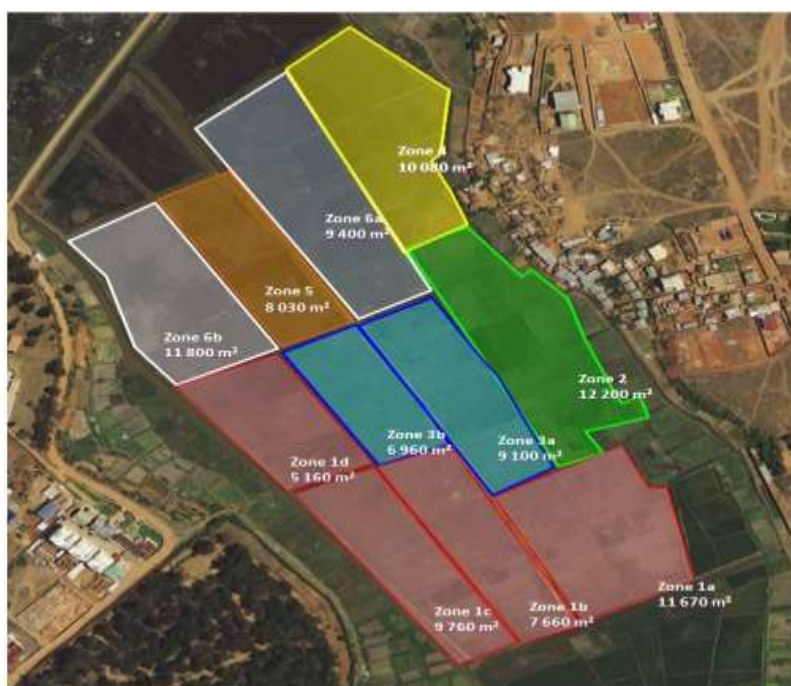 Zone 4
10 080 m²
Zone 6a
9 400 m²
Zone 5
8 030 m²
Zone 6b
11 800 m²
Zone 2
12 200 m²
Zone 3b
6 960 m²
Zone 3a
9 100 m²
Zone 1d
5 160 m²
Zone 1a
11 670 m²
Zone 1b
7 660 m²
Zone 1c
9 760 m²